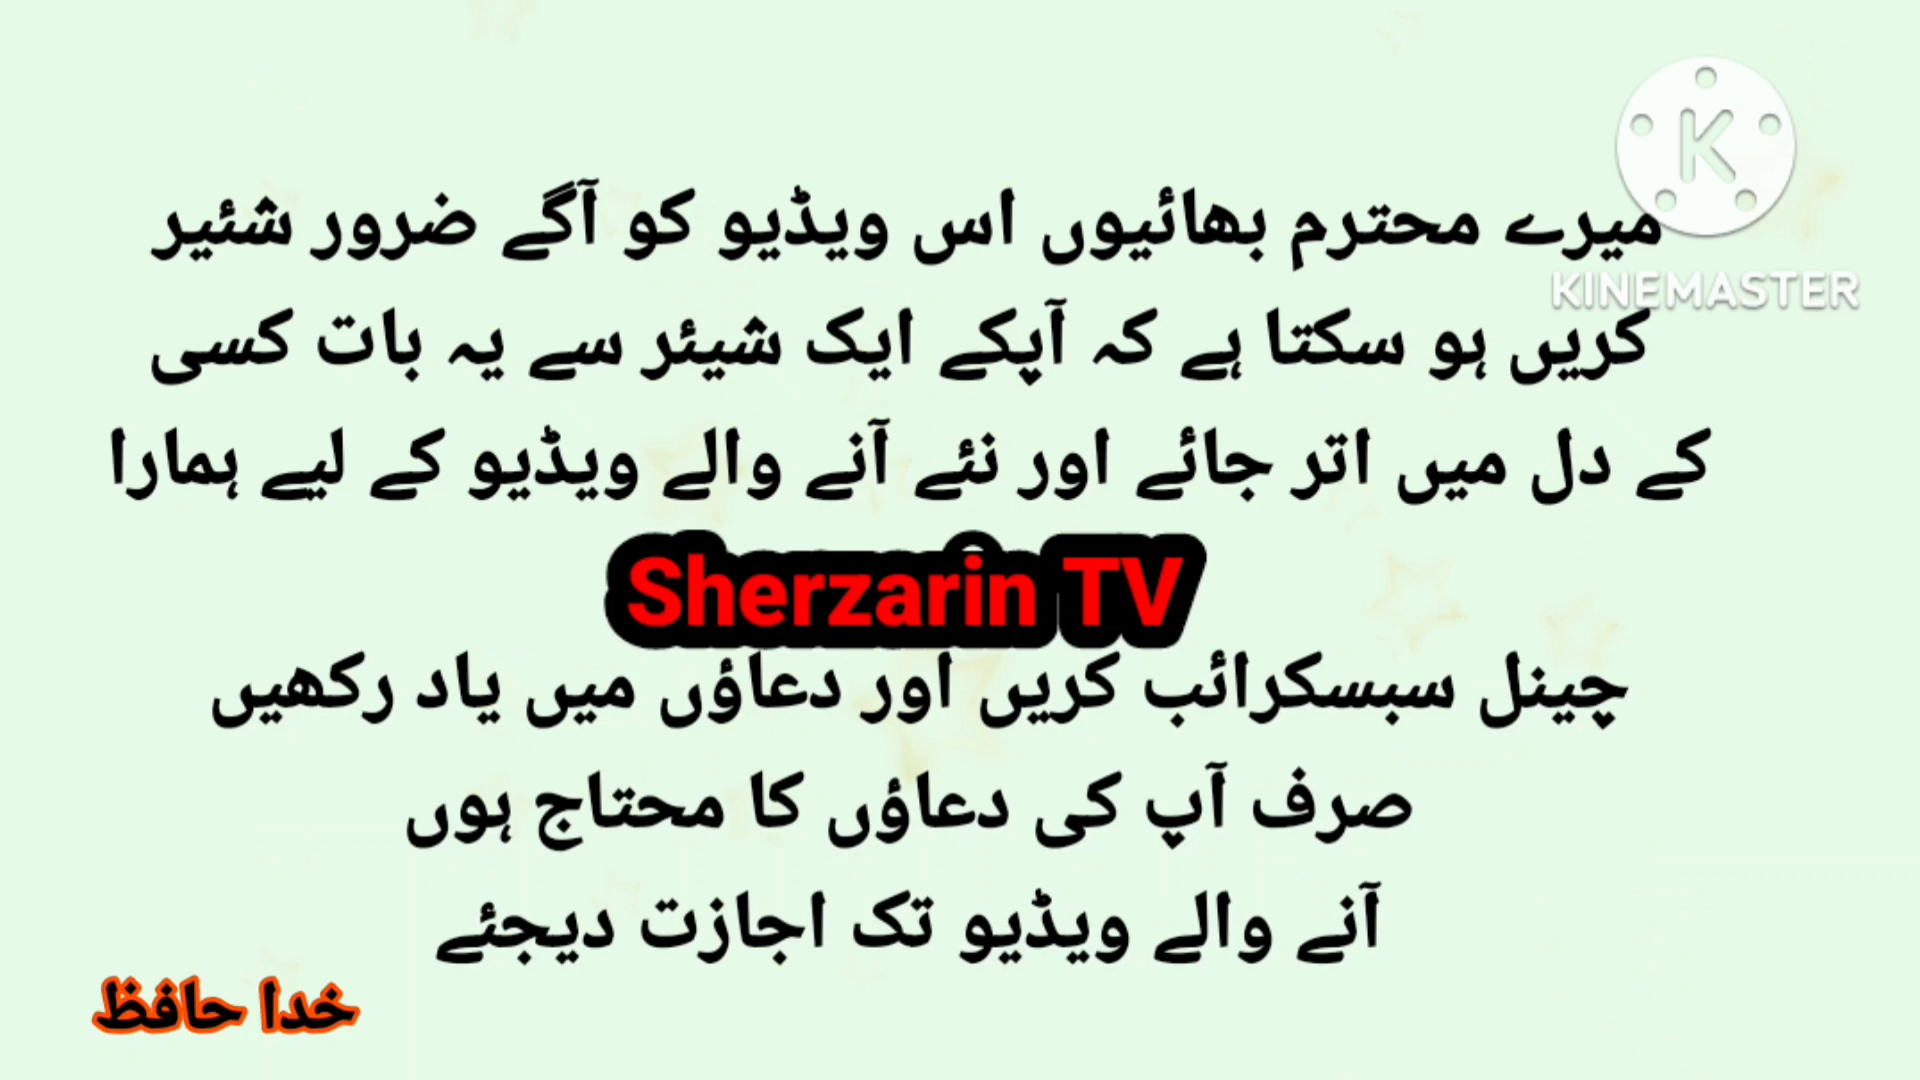 KINEMASTER
میرے محترم بھائیوں اس ویڈیو کو آگے ضرور شئیر
کریں ہو سکتا ہے کہ آپکے ایک شیئر سے یہ بات کسی
کے دل میں اتر جائے اور نئے آنے والے ویڈیو کے لیے ہمارا
Sherzarin TV
چینل سبسکرائب کریں اور دعاؤں میں یاد رکھیں
صرف آپ کی دعاؤں کا محتاج ہوں
آنے والے ویڈیو تک اجازت دیجئے
خدا حافظ